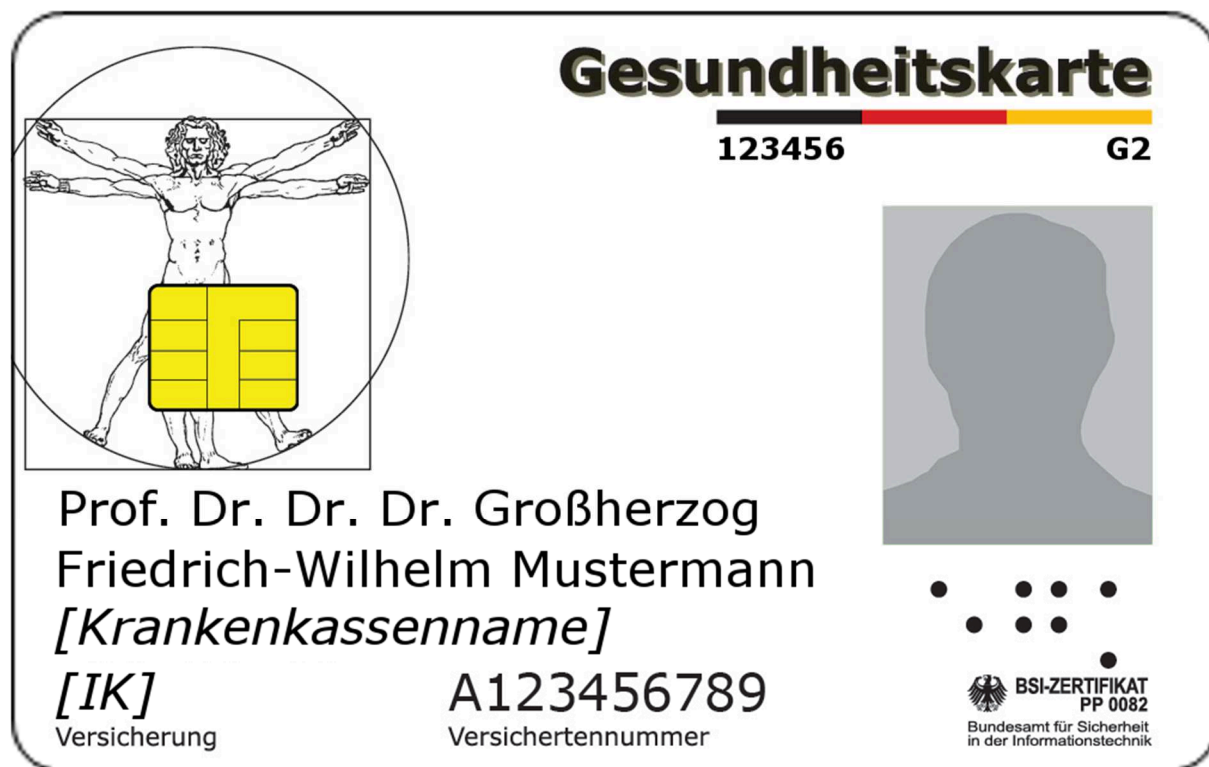 Gesundheitskarte
123456 G2
Prof. Dr. Dr. Dr. Großherzog
Friedrich-Wilhelm Mustermann
[Krankenkassenname]
[IK] A123456789
Versicherung Versichertennummer
BSI-ZERTIFIKAT
PP 0082
Bundesamt für Sicherheit
in der Informationstechnik